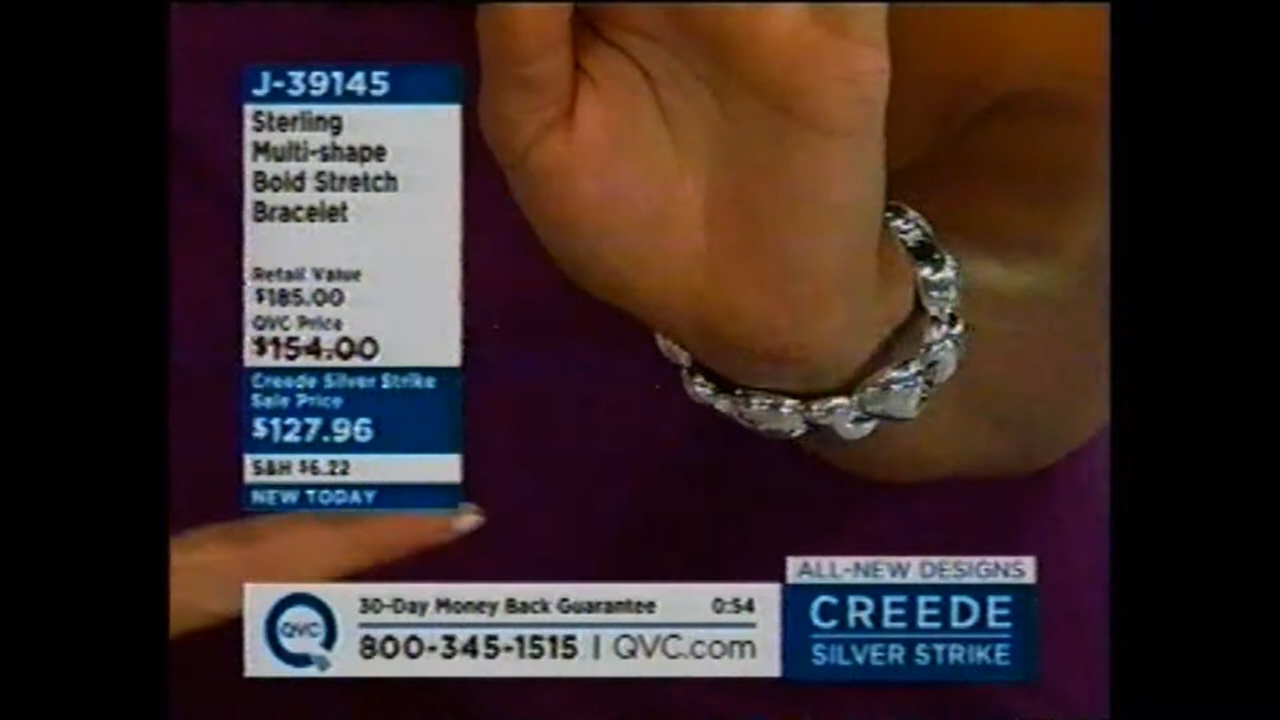 J-39145
Sterling
Multi-shape
Bold Stretch
Bracelet
Retail Value
$185.00
QVC Price
$154.00
Creede Silver Strike
Sale Price
$127.96
S&H $6.22
NEW TODAY
ALL-NEW DESIGNS
CREEDE
SILVER STRIKE
QVC
30-Day Money Back Guarantee 0:54
800-345-1515 | QVC.com